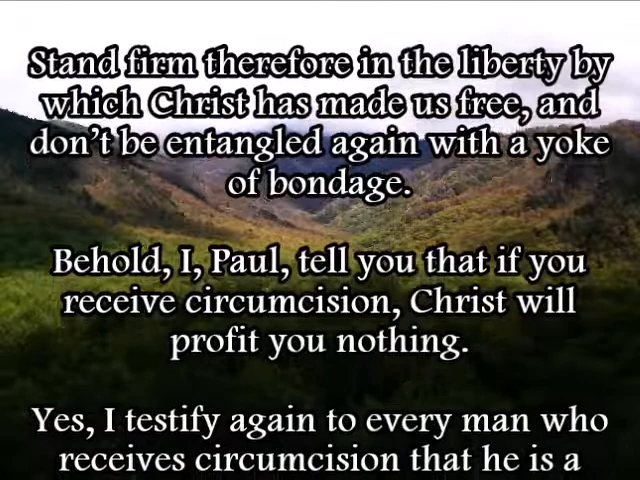 Stand firm therefore in the liberty by
which Christ has made us free, and
don't be entangled again with a yoke
of bondage.
Behold, I, Paul, tell you that if you
receive circumcision, Christ will
profit you nothing.
Yes, I testify again to every man who
receives circumcision that he is a